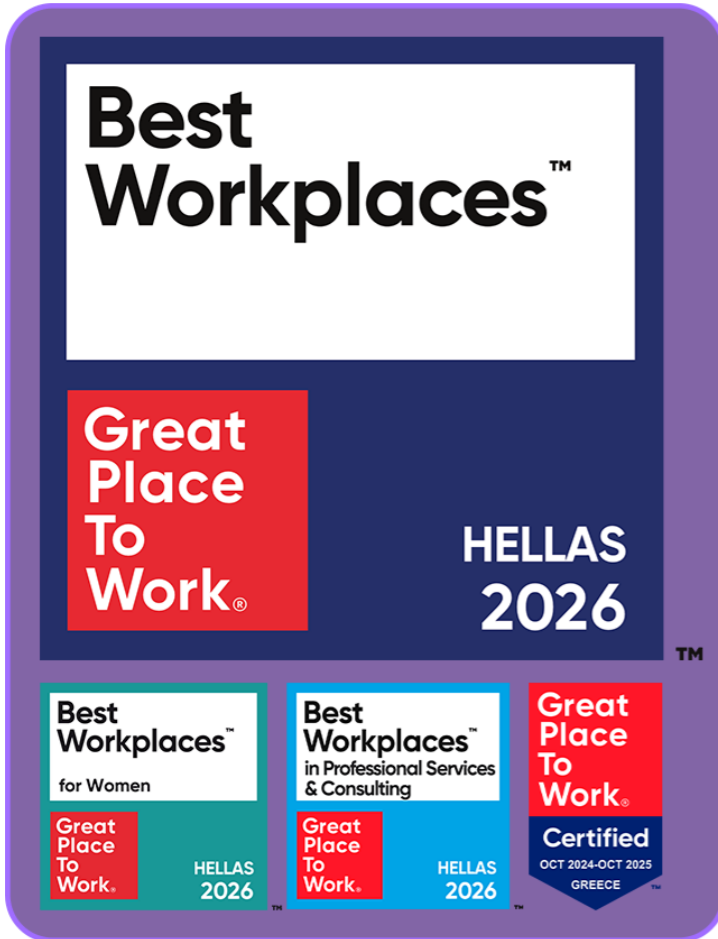 Best
Workplaces™
Great
Place
To
Work®
HELLAS
2026
™
Best
Workplaces™
for Women
Great
Place
To
Work®
HELLAS
2026
™
Best
Workplaces™
in Professional Services
& Consulting
Great
Place
To
Work®
HELLAS
2026
™
Great
Place
To
Work®
Certified
OCT 2024-OCT 2025
GREECE
™